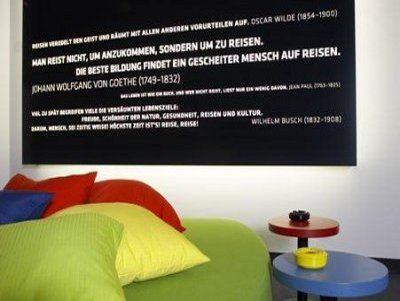 REISEN VEREDELT DEN GEIST UND RÄUMT MIT ALLEN ANDEREN VORURTEILEN AUF. OSCAR WILDE (1854-1900)
MAN REIST NICHT, UM ANZUKOMMEN, SONDERN UM ZU REISEN.
DIE BESTE BILDUNG FINDET EIN GESCHEITER MENSCH AUF REISEN.
JOHANN WOLFGANG VON GOETHE (1749-1832)
DAS LEBEN IST WIE EIN BUCH, UND WER NICHT REIST, LIEST NUR EIN WENIG DAVON. JEAN PAUL (1763-1825)
VIEL ZU SPÄT BEGREIFEN VIELE DIE VERSÄUMTEN LEBENSZIELE:
FREUDE, SCHÖNHEIT DER NATUR, GESUNDHEIT, REISEN UND KULTUR.
DARUM, MENSCH, SEI ZEITIG WEISE! HÖCHSTE ZEIT IST'S! REISE, REISE!
WILHELM BUSCH (1832-1908)